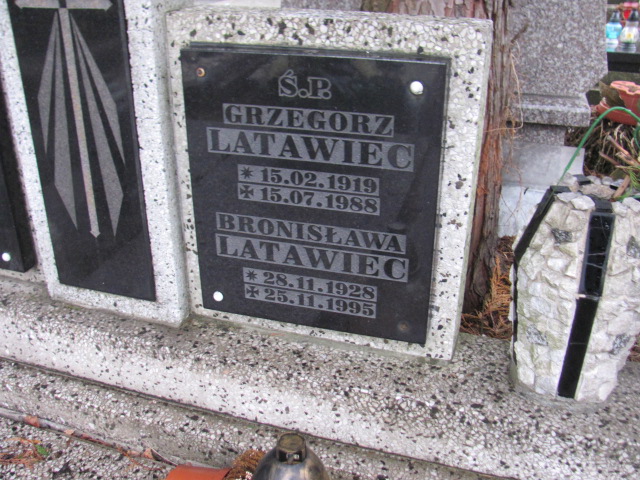 Ś.P.
GRZEGORZ
LATAWIEC
* 15.02.1919
✠ 15.07.1988
BRONISŁAWA
LATAWIEC
* 28.11.1928
✠ 25.11.1995